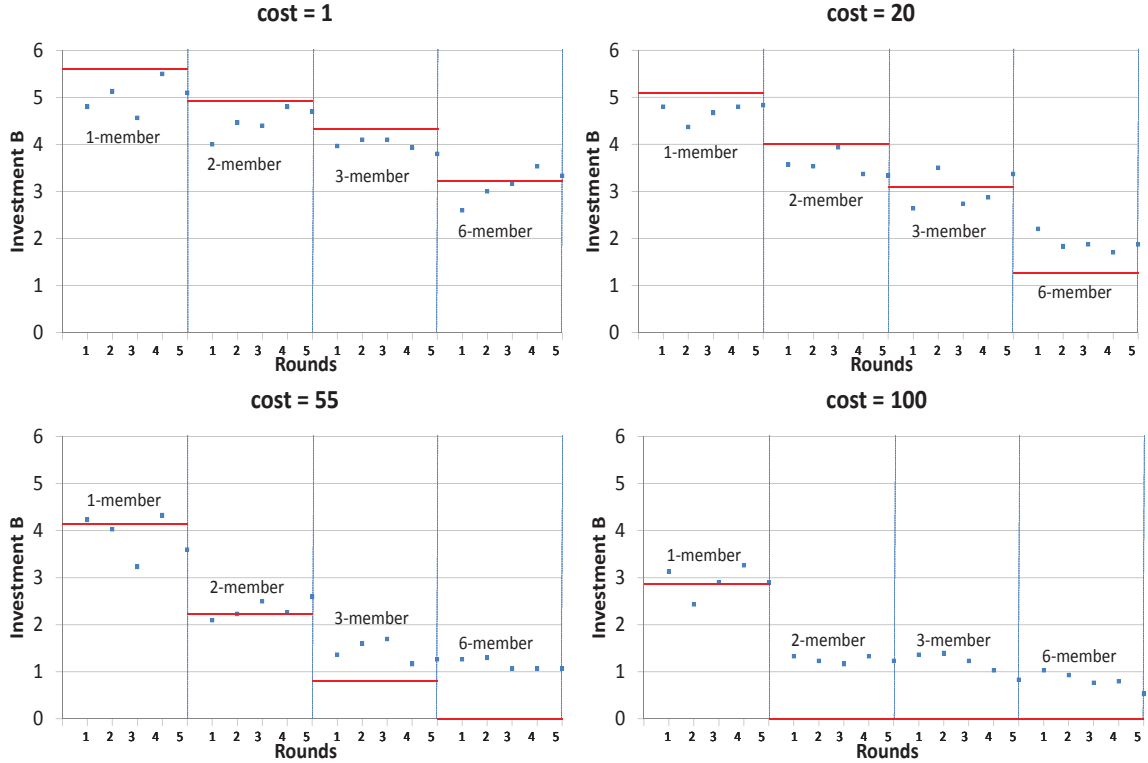 cost = 1
Investment B
6
5
4
3
2
1
0
1-member
2-member
3-member
6-member
1 2 3 4 5 1 2 3 4 5 1 2 3 4 5 1 2 3 4 5
Rounds
cost = 20
Investment B
6
5
4
3
2
1
0
1-member
2-member
3-member
6-member
1 2 3 4 5 1 2 3 4 5 1 2 3 4 5 1 2 3 4 5
Rounds
cost = 55
Investment B
6
5
4
3
2
1
0
1-member
2-member
3-member
6-member
1 2 3 4 5 1 2 3 4 5 1 2 3 4 5 1 2 3 4 5
Rounds
cost = 100
Investment B
6
5
4
3
2
1
0
1-member
2-member
3-member
6-member
1 2 3 4 5 1 2 3 4 5 1 2 3 4 5 1 2 3 4 5
Rounds